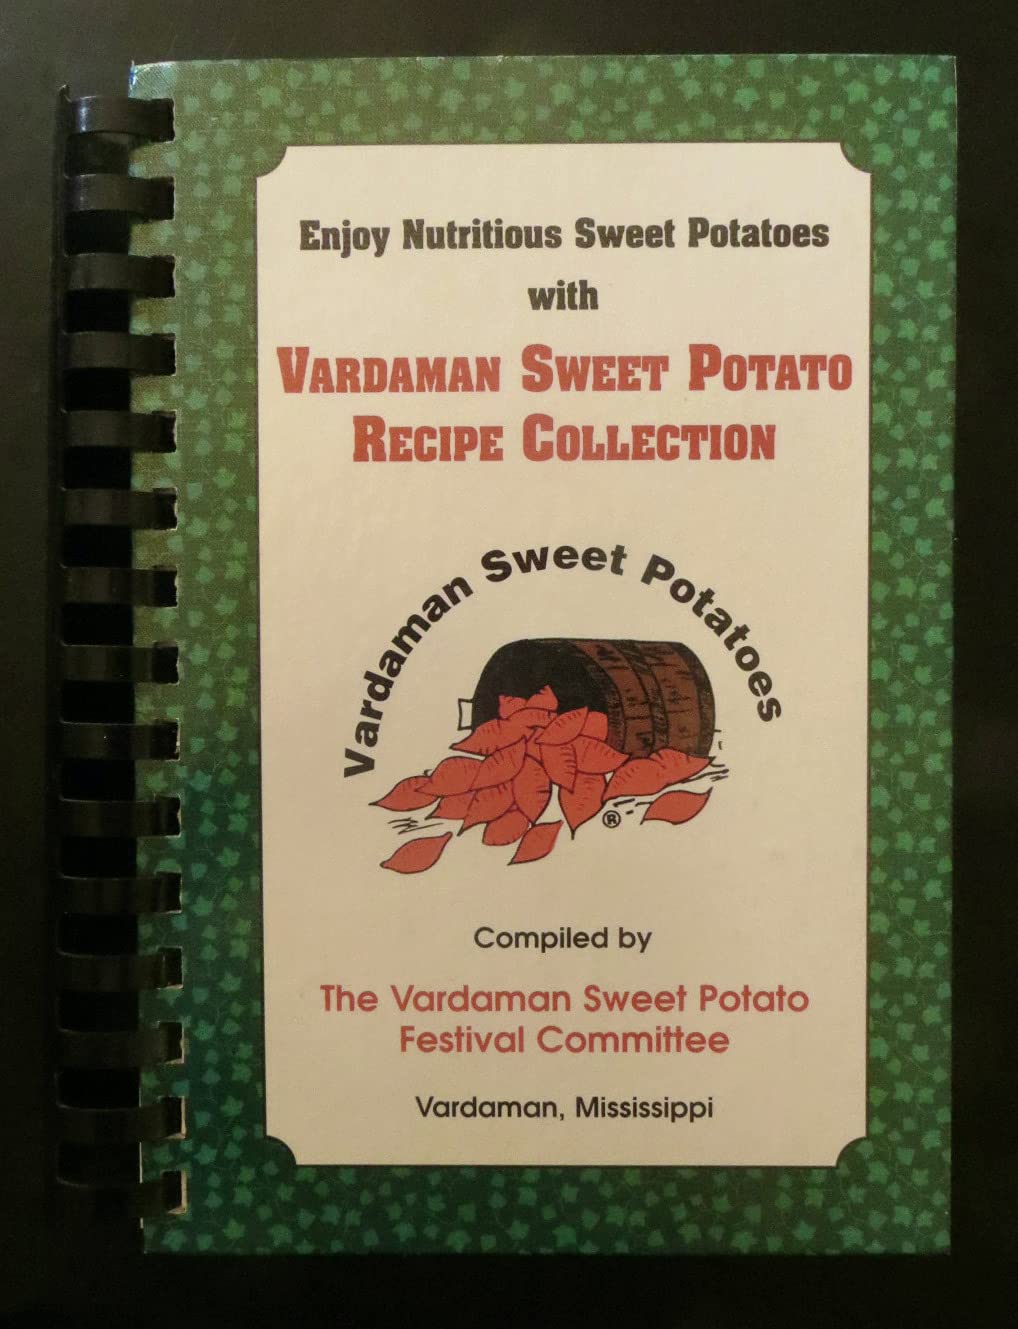 Enjoy Nutritious Sweet Potatoes
with
VARDAMAN SWEET POTATO
RECIPE COLLECTION
Vardaman Sweet Potatoes
®
Compiled by
The Vardaman Sweet Potato
Festival Committee
Vardaman, Mississippi